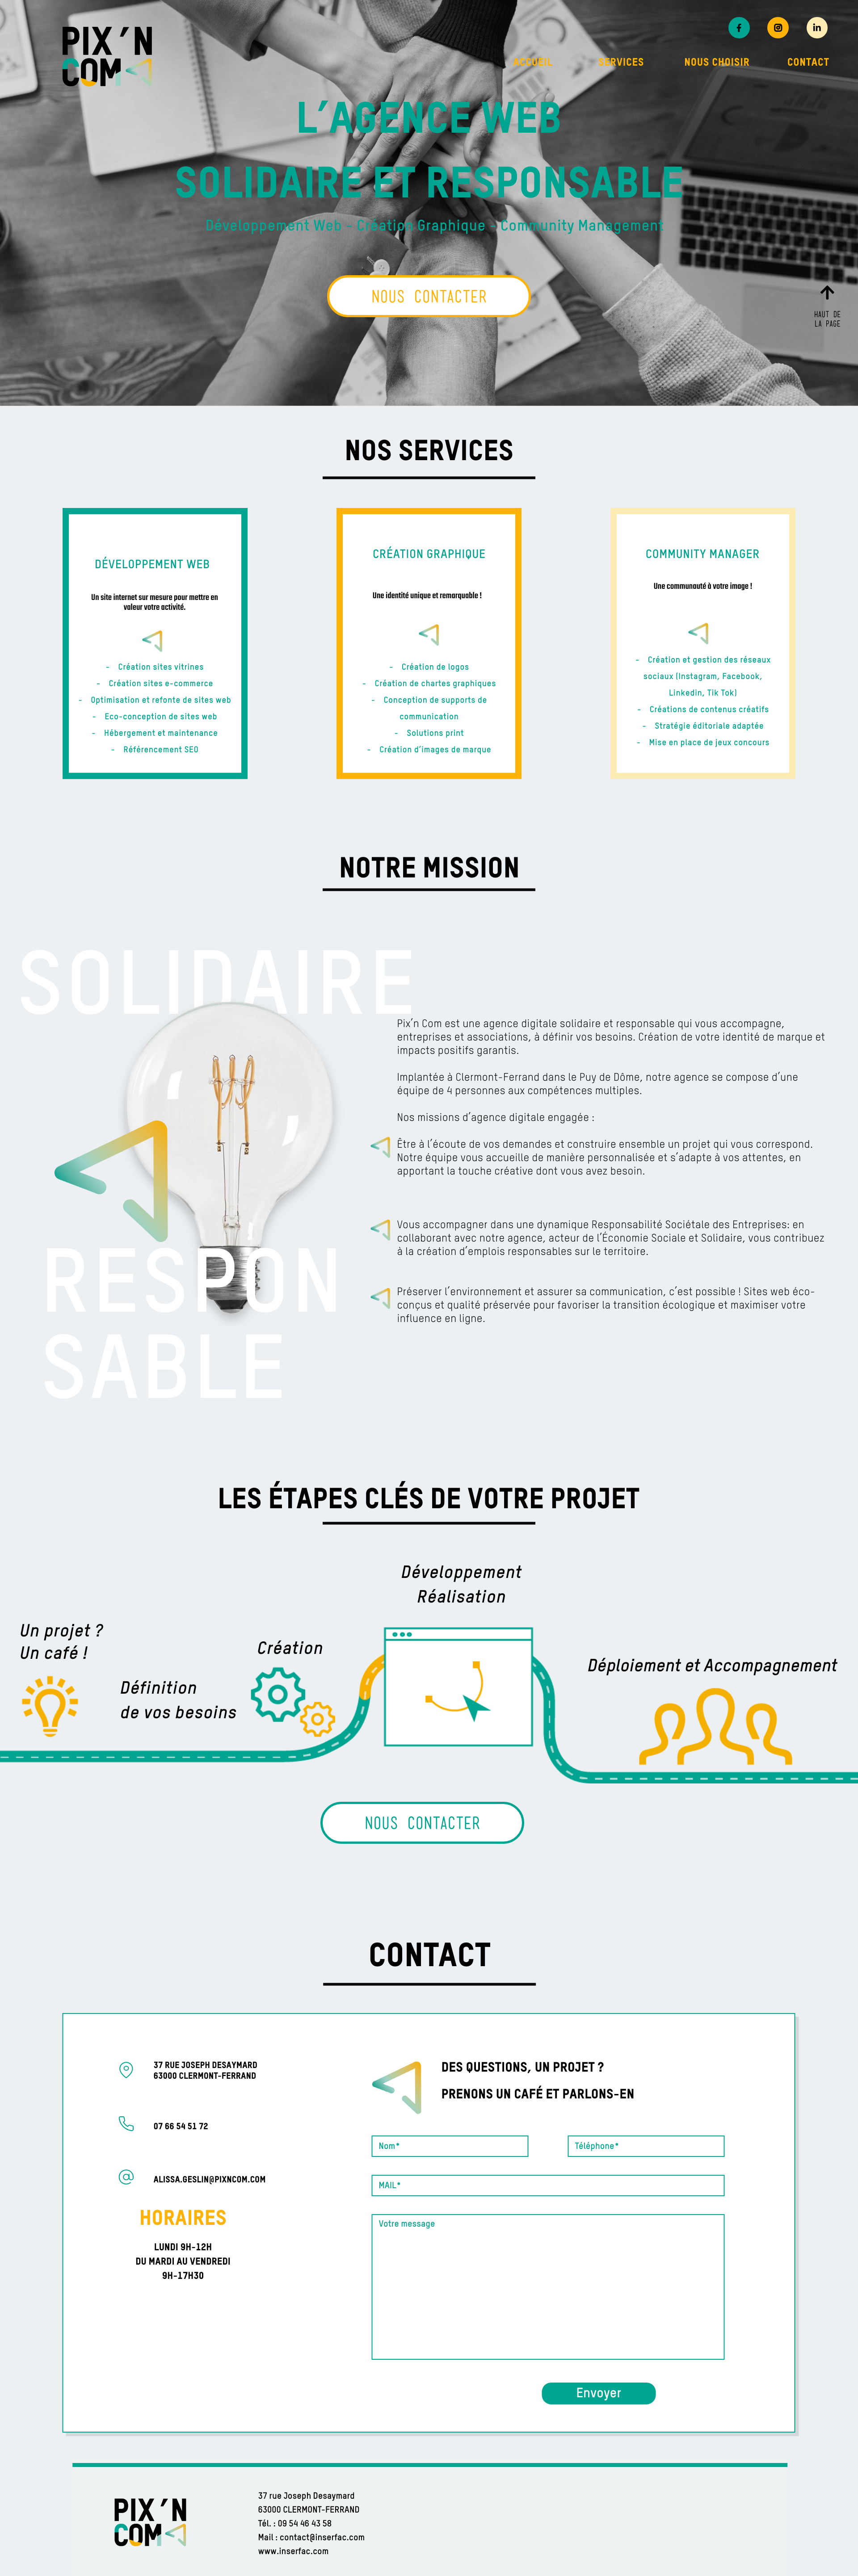 PIX'N
COM
ACCUEIL
SERVICES
NOUS CHOISIR
CONTACT
L'AGENCE WEB
SOLIDAIRE ET RESPONSABLE
Développement Web - Création Graphique - Community Management
NOUS CONTACTER
HAUT DE
LA PAGE
NOS SERVICES
DÉVELOPPEMENT WEB
Un site internet sur mesure pour mettre en
valeur votre activité.
- Création sites vitrines
- Création sites e-commerce
- Optimisation et refonte de sites web
- Eco-conception de sites web
- Hébergement et maintenance
- Référencement SEO
CRÉATION GRAPHIQUE
Une identité unique et remarquable !
- Création de logos
- Création de chartes graphiques
- Conception de supports de
communication
- Solutions print
- Création d'images de marque
COMMUNITY MANAGER
Une communauté à votre image !
- Création et gestion des réseaux
sociaux (Instagram, Facebook,
Linkedin, Tik Tok)
- Créations de contenus créatifs
- Stratégie éditoriale adaptée
- Mise en place de jeux concours
NOTRE MISSION
SOLIDAIRE
RESPON
SABLE
Pix'n Com est une agence digitale solidaire et responsable qui vous accompagne,
entreprises et associations, à définir vos besoins. Création de votre identité de marque et
impacts positifs garantis.
Implantée à Clermont-Ferrand dans le Puy de Dôme, notre agence se compose d'une
équipe de 4 personnes aux compétences multiples.
Nos missions d'agence digitale engagée :
Être à l'écoute de vos demandes et construire ensemble un projet qui vous correspond.
Notre équipe vous accueille de manière personnalisée et s'adapte à vos attentes, en
apportant la touche créative dont vous avez besoin.
Vous accompagner dans une dynamique Responsabilité Sociétale des Entreprises: en
collaborant avec notre agence, acteur de l'Économie Sociale et Solidaire, vous contribuez
à la création d'emplois responsables sur le territoire.
Préserver l'environnement et assurer sa communication, c'est possible ! Sites web éco-
conçus et qualité préservée pour favoriser la transition écologique et maximiser votre
influence en ligne.
LES ÉTAPES CLÉS DE VOTRE PROJET
Un projet ?
Un café !
Définition
de vos besoins
Création
Développement
Réalisation
Déploiement et Accompagnement
NOUS CONTACTER
CONTACT
37 RUE JOSEPH DESAYMARD
63000 CLERMONT-FERRAND
07 66 54 51 72
ALISSA.GESLIN@PIXNCOM.COM
HORAIRES
LUNDI 9H-12H
DU MARDI AU VENDREDI
9H-17H30
DES QUESTIONS, UN PROJET ?
PRENONS UN CAFÉ ET PARLONS-EN
Nom*
Téléphone*
MAIL*
Votre message
Envoyer
PIX'N
COM
37 rue Joseph Desaymard
63000 CLERMONT-FERRAND
Tél. : 09 54 46 43 58
Mail : contact@inserfac.com
www.inserfac.com